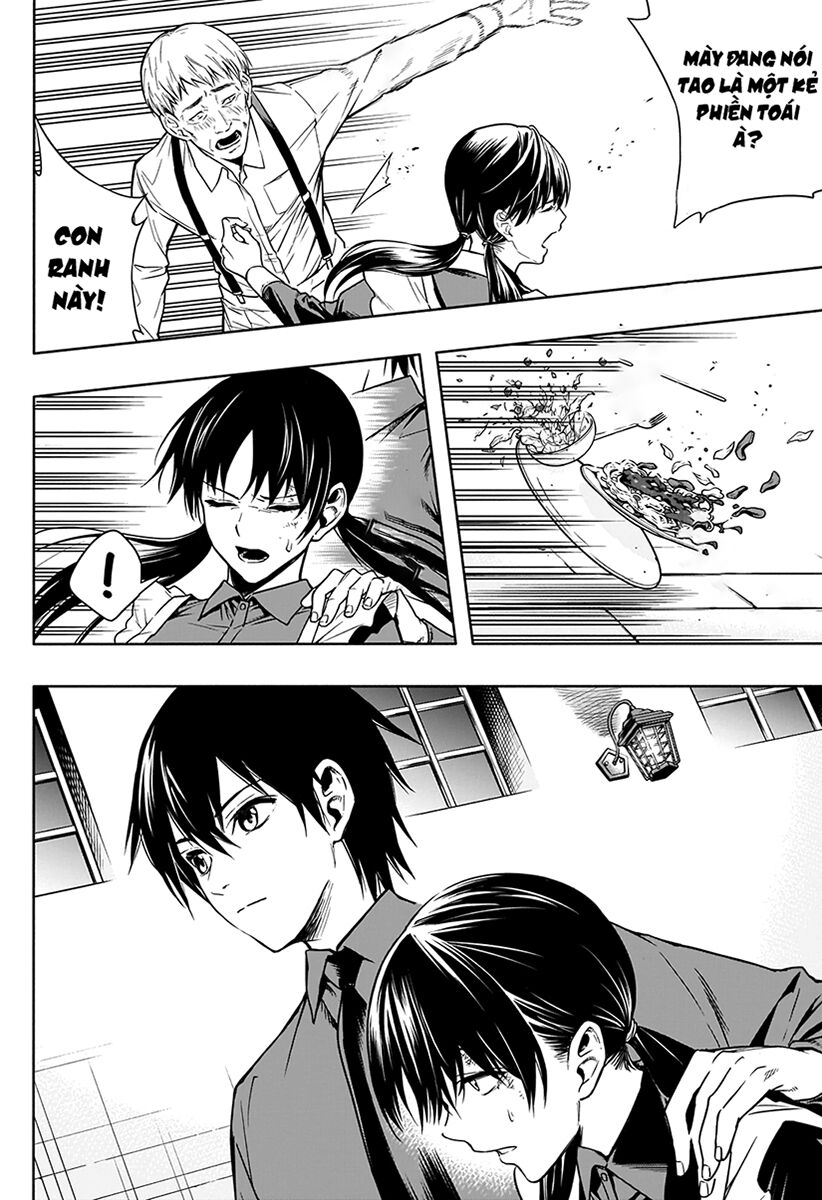 MÀY ĐANG NÓI
TAO LÀ MỘT KẺ
PHIỀN TOÁI
À?
CON
RANH
NÀY!
!